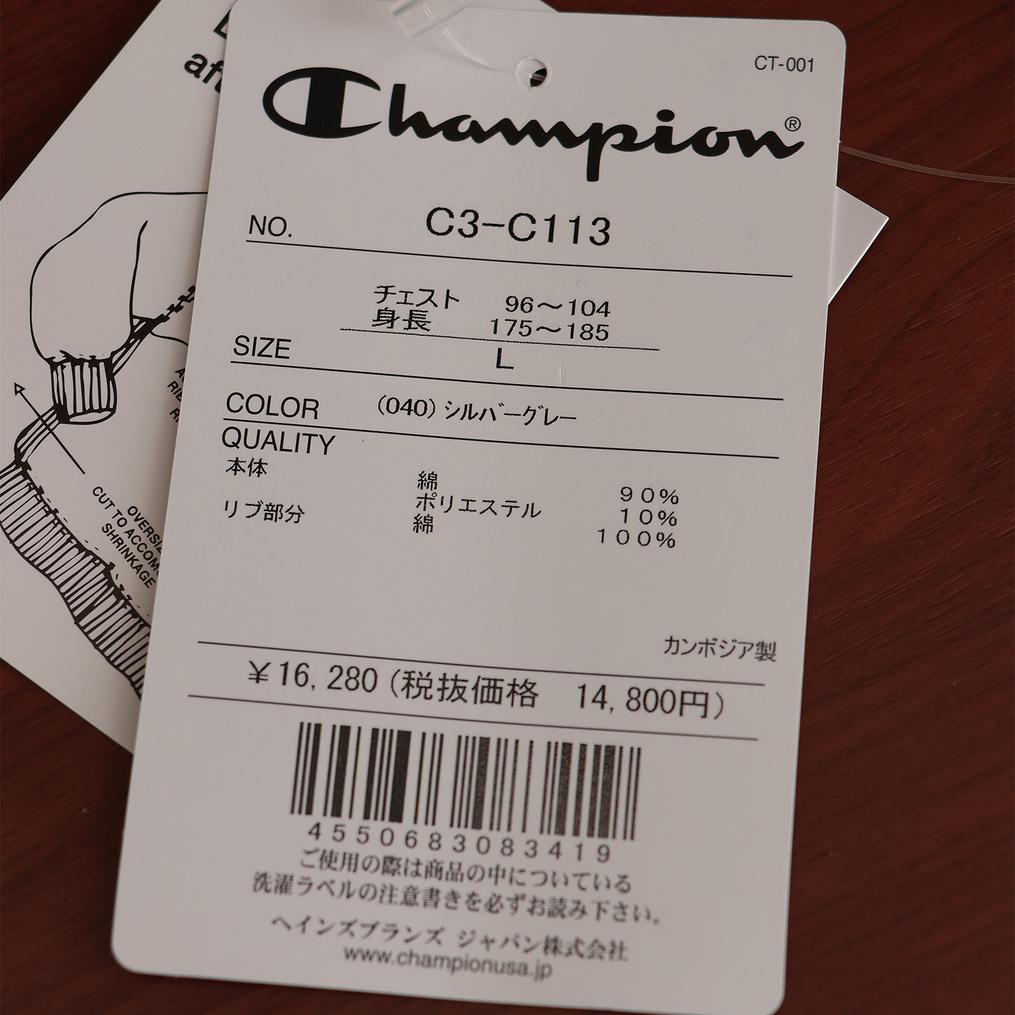 CT-001
Champion®
NO. C3-C113
チェスト 96～104
身長 175～185
SIZE L
COLOR (040) シルバーグレー
QUALITY
本体 綿 90%
ポリエステル 10%
リブ部分 綿 100%
カンボジア製
￥16,280 (税抜価格 14,800円)
4550683083419
ご使用の際は商品の中についている
洗濯ラベルの注意書きを必ずお読み下さい。
ヘインズブランズ ジャパン株式会社
www.championusa.jp
CUT TO
SHRINKAGE